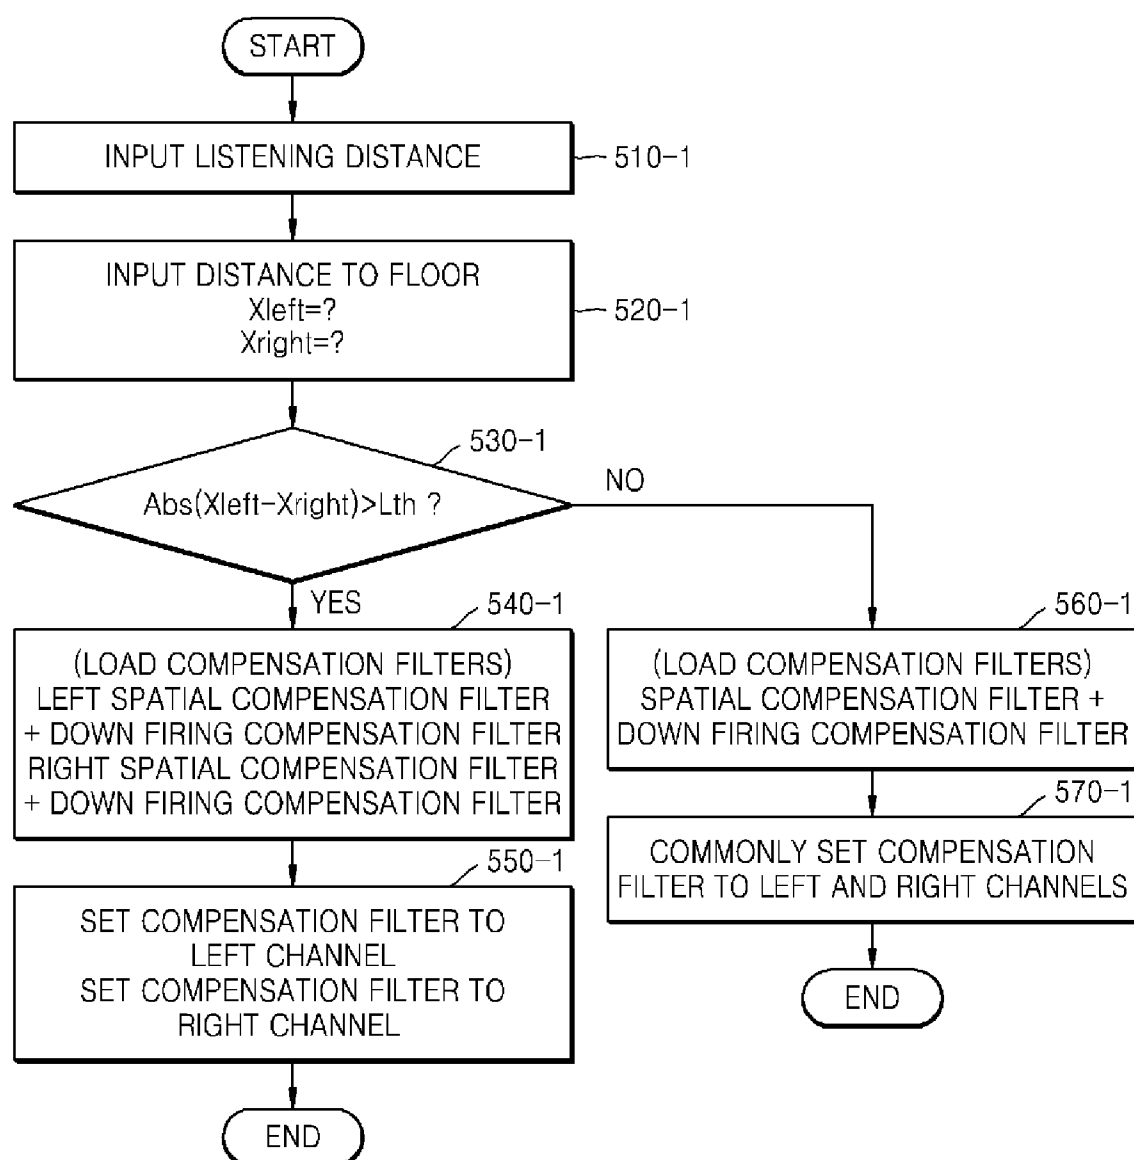 START
INPUT LISTENING DISTANCE
510-1
INPUT DISTANCE TO FLOOR
Xleft=?
Xright=?
520-1
530-1
Abs(Xleft-Xright)>Lth ?
NO
YES
540-1
(LOAD COMPENSATION FILTERS)
LEFT SPATIAL COMPENSATION FILTER
+ DOWN FIRING COMPENSATION FILTER
RIGHT SPATIAL COMPENSATION FILTER
+ DOWN FIRING COMPENSATION FILTER
550-1
SET COMPENSATION FILTER TO
LEFT CHANNEL
SET COMPENSATION FILTER TO
RIGHT CHANNEL
END
560-1
(LOAD COMPENSATION FILTERS)
SPATIAL COMPENSATION FILTER +
DOWN FIRING COMPENSATION FILTER
570-1
COMMONLY SET COMPENSATION
FILTER TO LEFT AND RIGHT CHANNELS
END